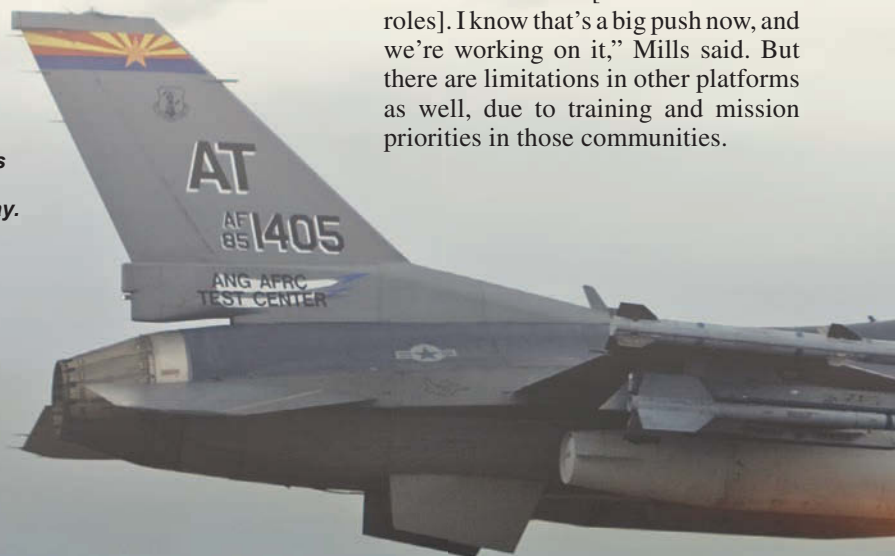 roles]. I know that's a big push now, and
we're working on it,” Mills said. But
there are limitations in other platforms
as well, due to training and mission
priorities in those communities.
AT
AF
85 1405
ANG AFRC
TEST CENTER